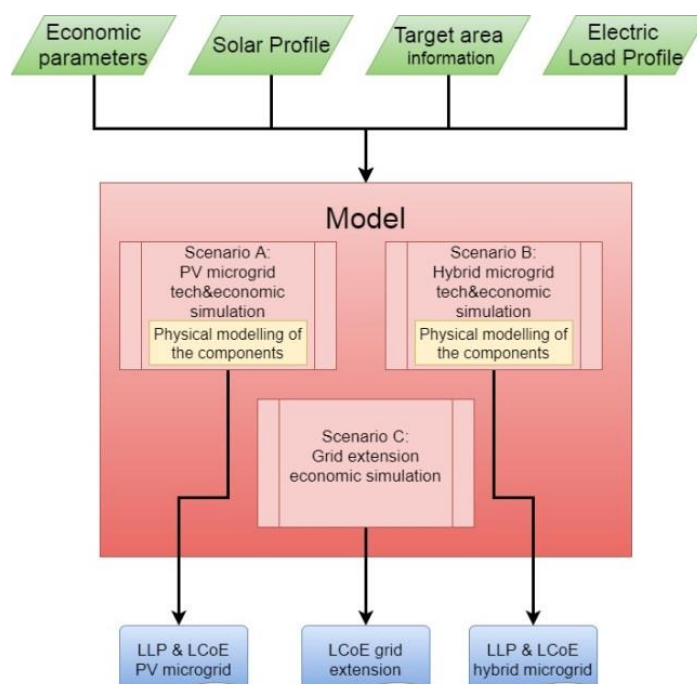 Economic
parameters
Solar Profile
Target area
information
Electric
Load Profile
Model
Scenario A:
PV microgrid
tech&economic
simulation
Physical modelling of
the components
Scenario B:
Hybrid microgrid
tech&economic
simulation
Physical modelling of
the components
Scenario C:
Grid extension
economic simulation
LLP & LCoE
PV microgrid
LCoE grid
extension
LLP & LCoE
hybrid microgrid